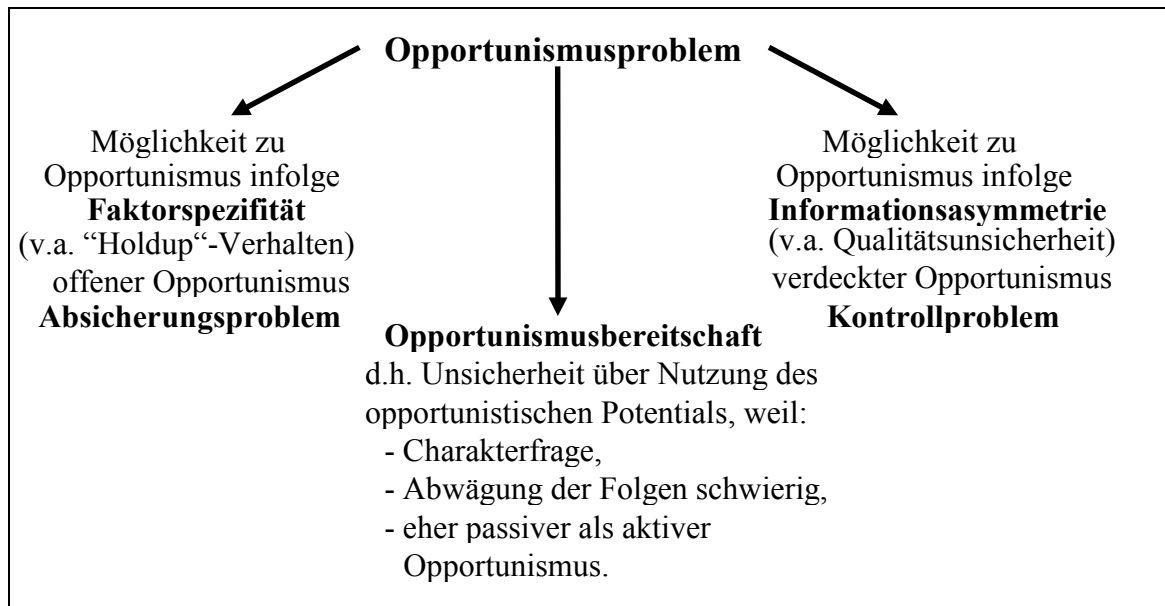 Opportunismusproblem
Möglichkeit zu
Opportunismus infolge
Faktorspezifität
(v.a. “Holdup“-Verhalten)
offener Opportunismus
Absicherungsproblem
Opportunismusbereitschaft
d.h. Unsicherheit über Nutzung des
opportunistischen Potentials, weil:
- Charakterfrage,
- Abwägung der Folgen schwierig,
- eher passiver als aktiver
Opportunismus.
Möglichkeit zu
Opportunismus infolge
Informationsasymmetrie
(v.a. Qualitätsunsicherheit)
verdeckter Opportunismus
Kontrollproblem